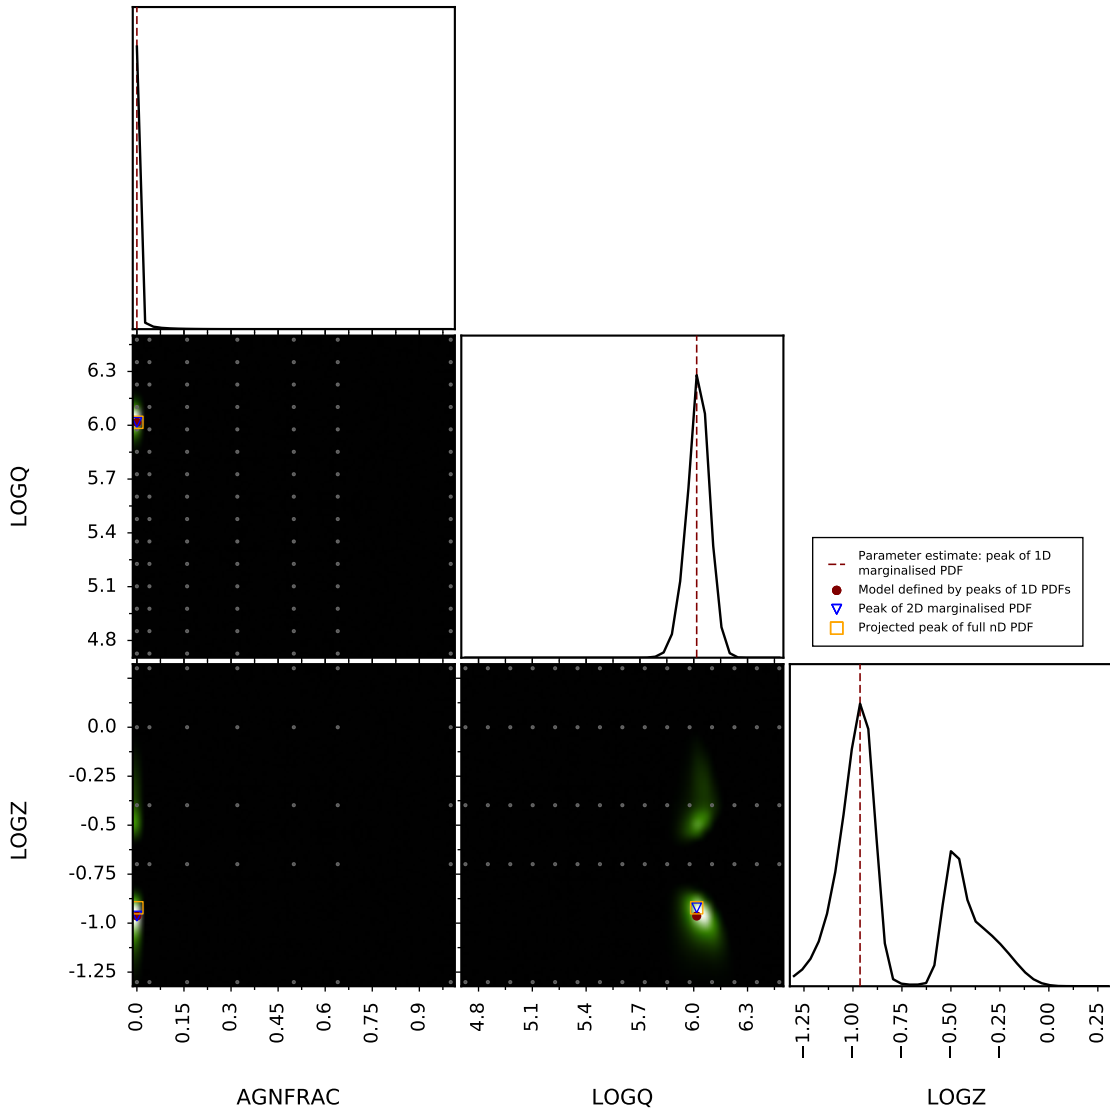 6.3
6.0
5.7
5.4
5.1
4.8
LOGQ
Parameter estimate: peak of 1D
marginalised PDF
Model defined by peaks of 1D PDFs
Peak of 2D marginalised PDF
Projected peak of full nD PDF
0.0
-0.25
-0.5
-0.75
-1.0
-1.25
LOGZ
0.0 0.15 0.3 0.45 0.6 0.75 0.9
4.8 5.1 5.4 5.7 6.0 6.3
−1.25 −1.00 −0.75 −0.50 −0.25 0.00 0.25
AGNFRAC LOGQ LOGZ